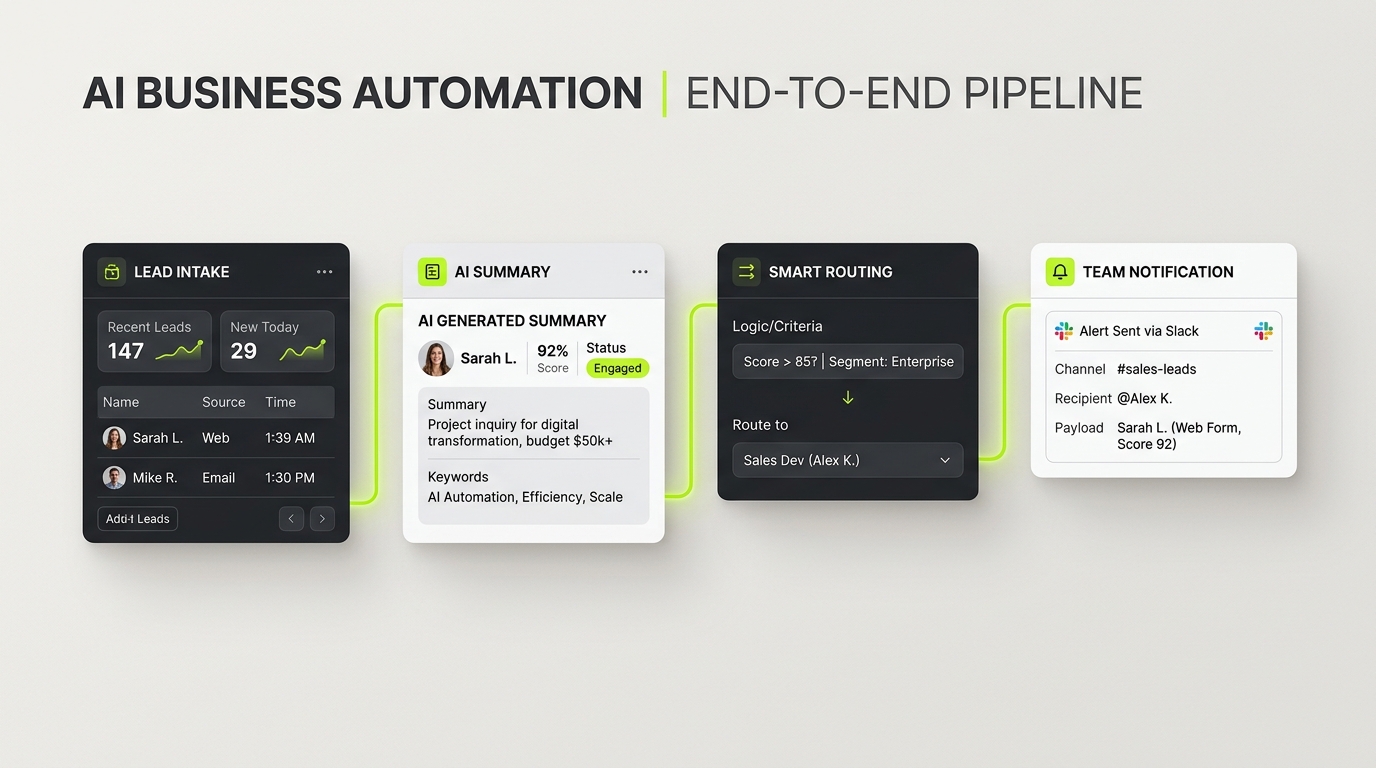 AI BUSINESS AUTOMATION | END-TO-END PIPELINE
LEAD INTAKE
Recent Leads
147
New Today
29
Name Source Time
Sarah L. Web 1:39 AM
Mike R. Email 1:30 PM
Leads
AI SUMMARY
AI GENERATED SUMMARY
Sarah L.
92%
Score
Status
Engaged
Summary
Project inquiry for digital
transformation, budget $50k+
Keywords
AI Automation, Efficiency, Scale
SMART ROUTING
Logic/Criteria
Score > 85? | Segment: Enterprise
Route to
Sales Dev (Alex K.)
TEAM NOTIFICATION
Alert Sent via Slack
Channel #sales-leads
Recipient @Alex K.
Payload Sarah L. (Web Form,
Score 92)